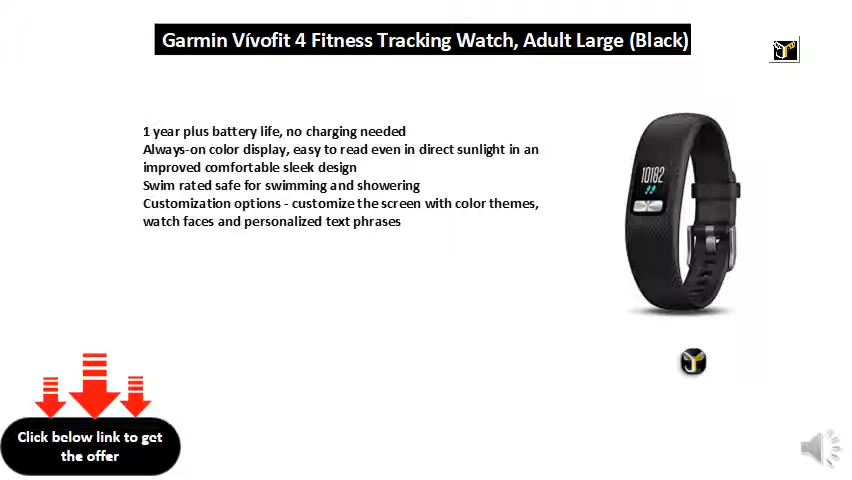 Garmin Vívofit 4 Fitness Tracking Watch, Adult Large (Black)
1 year plus battery life, no charging needed
Always-on color display, easy to read even in direct sunlight in an
improved comfortable sleek design
Swim rated safe for swimming and showering
Customization options - customize the screen with color themes,
watch faces and personalized text phrases
10182
Click below link to get
the offer